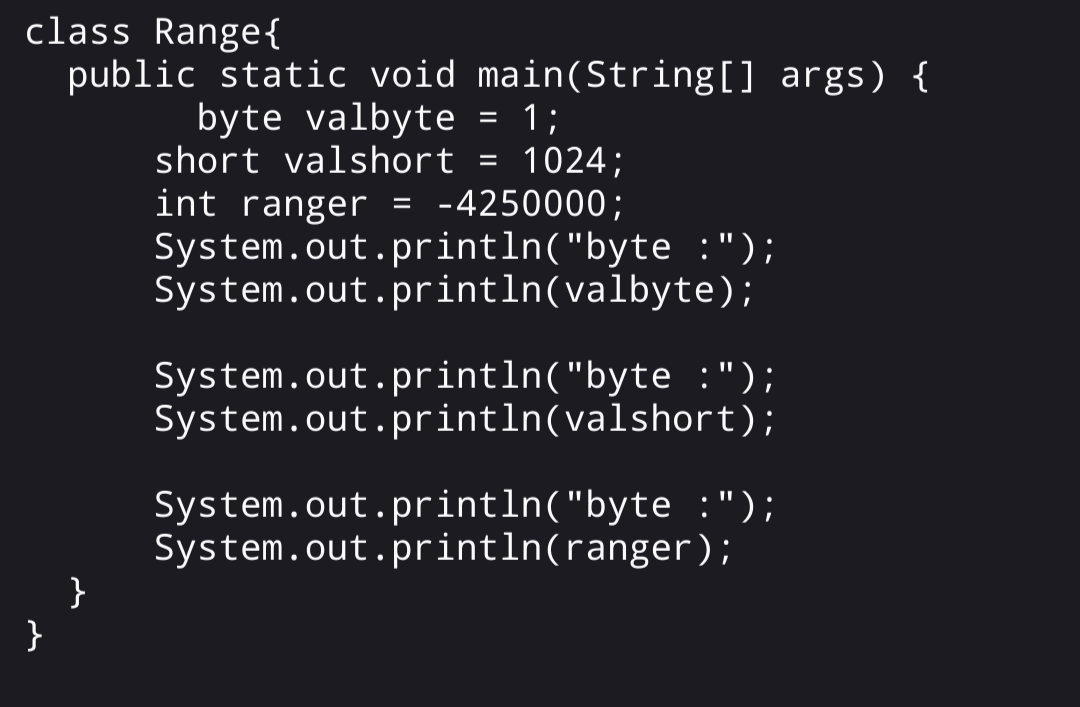 class Range{
  public static void main(String[] args) {
        byte valbyte = 1;
      short valshort = 1024;
      int ranger = -4250000;
      System.out.println("byte :");
      System.out.println(valbyte);

      System.out.println("byte :");
      System.out.println(valshort);

      System.out.println("byte :");
      System.out.println(ranger);
  }
}